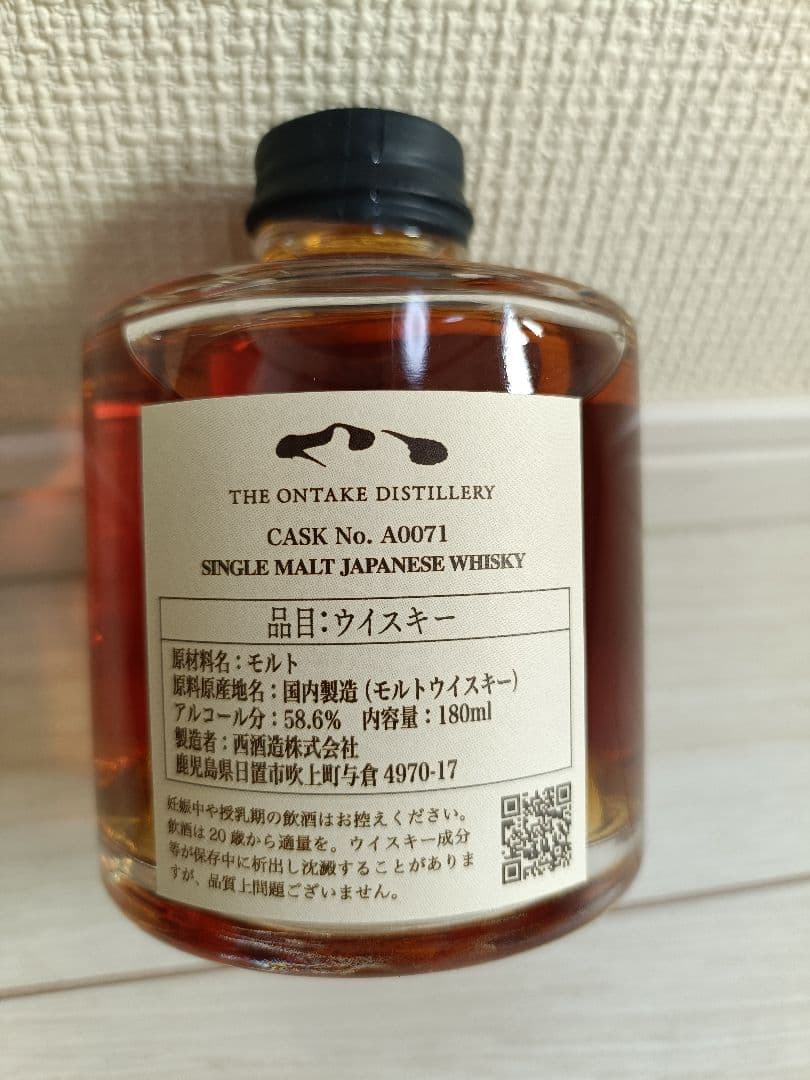 THE ONTAKE DISTILLERY
CASK No. A0071
SINGLE MALT JAPANESE WHISKY
品目：ウイスキー
原材料名：モルト
原料原産地名：国内製造（モルトウイスキー）
アルコール分：58.6%　内容量：180ml
製造者：西酒造株式会社
鹿児島県日置市吹上町与倉 4970-17
妊娠中や授乳期の飲酒はお控えください。
飲酒は20歳から適量を。ウイスキー成分
等が保存中に析出し沈澱することがありま
すが、品質上問題ございません。